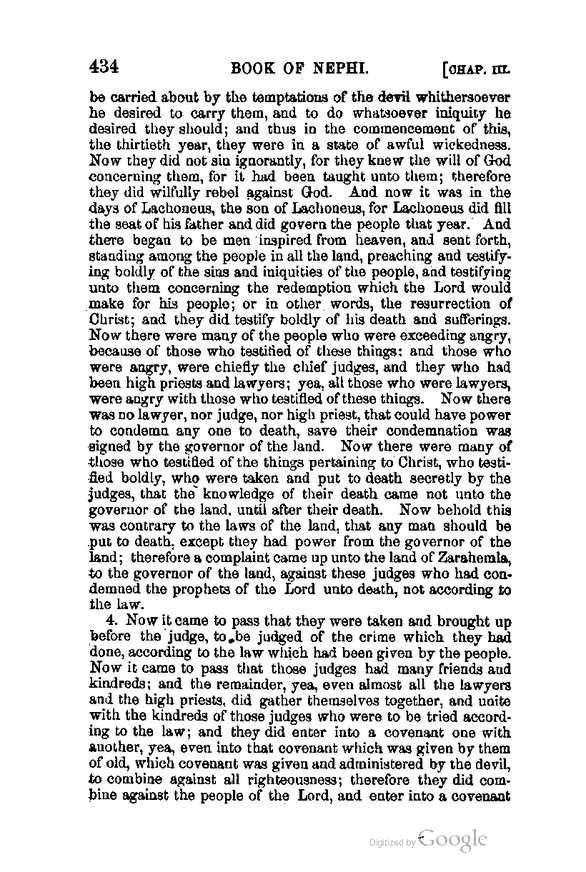 434 BOOK OF NEPHI. [CHAP. III.
be carried about by the temptations of the devil whithersoever
he desired to carry them, and to do whatsoever iniquity he
desired they should; and thus in the commencement of this,
the thirtieth year, they were in a state of awful wickedness.
Now they did not sin ignorantly, for they knew the will of God
concerning them, for it had been taught unto them; therefore
they did wilfully rebel against God. And now it was in the
days of Lachoneus, the son of Lachoneus, for Lachoneus did fill
the seat of his father and did govern the people that year. And
there began to be men inspired from heaven, and sent forth,
standing among the people in all the land, preaching and testify-
ing boldly of the sins and iniquities of the people, and testifying
unto them concerning the redemption which the Lord would
make for his people; or in other words, the resurrection of
Christ; and they did testify boldly of his death and sufferings.
Now there were many of the people who were exceeding angry,
because of those who testified of these things: and those who
were angry, were chiefly the chief judges, and they who had
been high priests and lawyers; yea, all those who were lawyers,
were angry with those who testified of these things. Now there
was no lawyer, nor judge, nor high priest, that could have power
to condemn any one to death, save their condemnation was
signed by the governor of the land. Now there were many of
those who testified of the things pertaining to Christ, who testi-
fied boldly, who were taken and put to death secretly by the
judges, that the knowledge of their death came not unto the
governor of the land, until after their death. Now behold this
was contrary to the laws of the land, that any man should be
put to death, except they had power from the governor of the
land; therefore a complaint came up unto the land of Zarahemla,
to the governor of the land, against these judges who had con-
demned the prophets of the Lord unto death, not according to
the law.
4. Now it came to pass that they were taken and brought up
before the judge, to be judged of the crime which they had
done, according to the law which had been given by the people.
Now it came to pass that those judges had many friends and
kindreds; and the remainder, yea, even almost all the lawyers
and the high priests, did gather themselves together, and unite
with the kindreds of those judges who were to be tried accord-
ing to the law; and they did enter into a covenant one with
another, yea, even into that covenant which was given by them
of old, which covenant was given and administered by the devil,
to combine against all righteousness; therefore they did com-
bine against the people of the Lord, and enter into a covenant
Digitized by Google